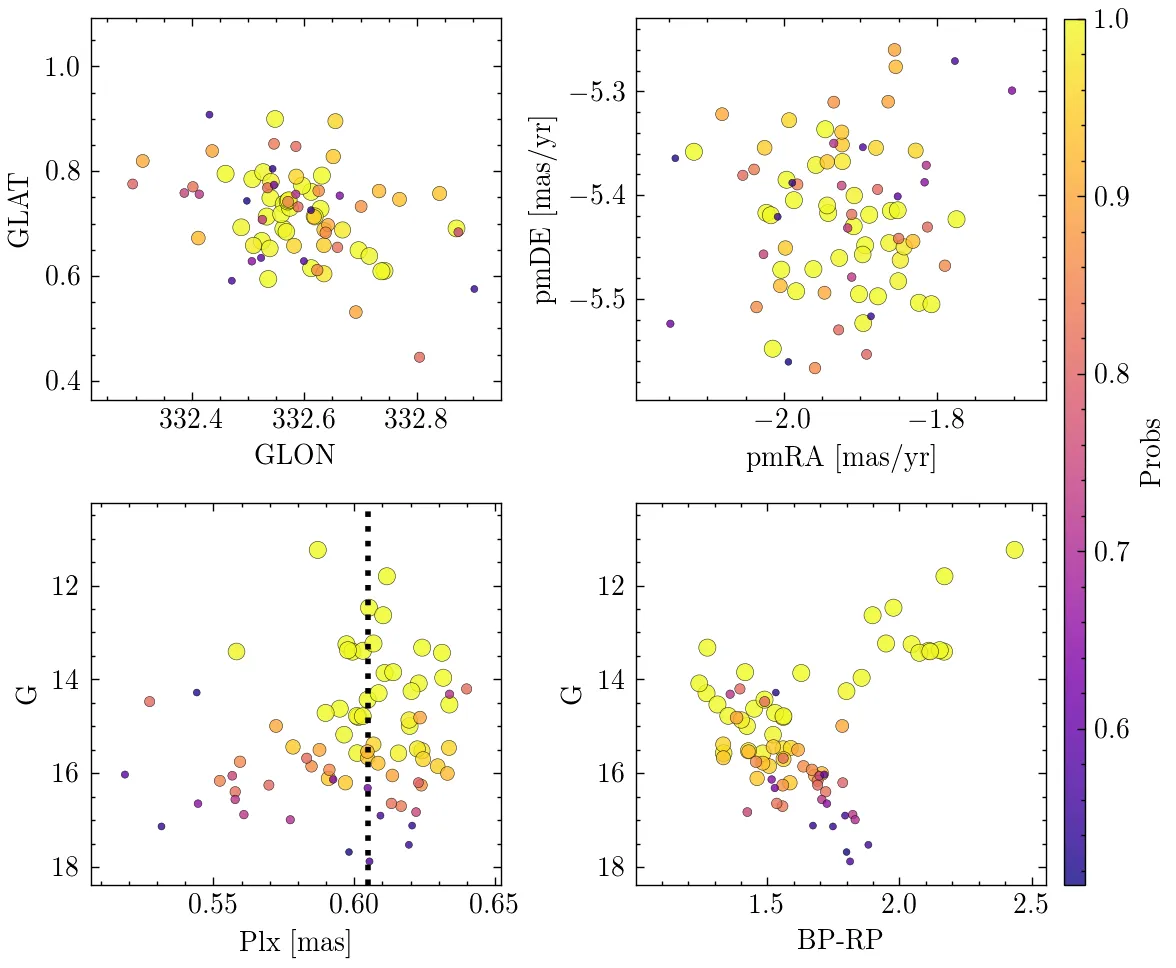 1.0
0.8
0.6
0.4
GLAT
332.4 332.6 332.8
GLON
−5.3
−5.4
−5.5
pmDE [mas/yr]
−2.0 −1.8
pmRA [mas/yr]
12
14
16
18
G
0.55 0.60 0.65
Plx [mas]
12
14
16
18
G
1.5 2.0 2.5
BP-RP
1.0
0.9
0.8
0.7
0.6
Probs